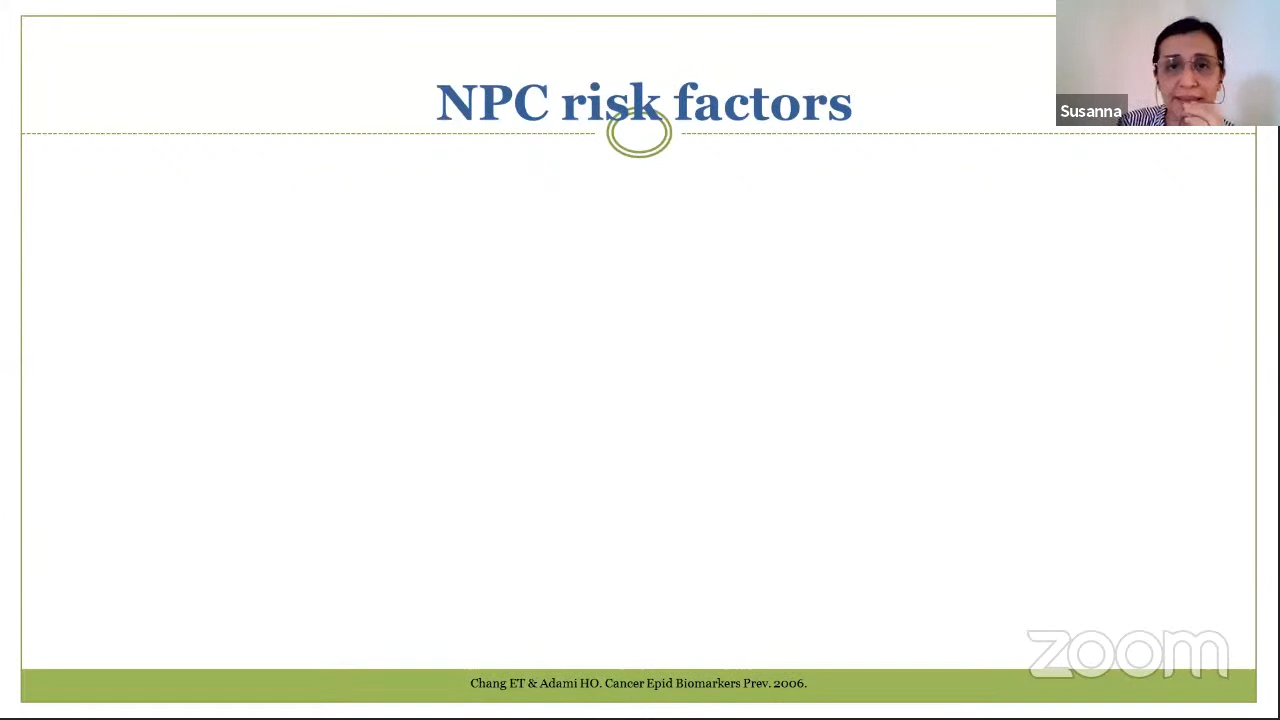 NPC risk factors
Susanna
zoom
Chang ET & Adami HO. Cancer Epid Biomarkers Prev. 2006.